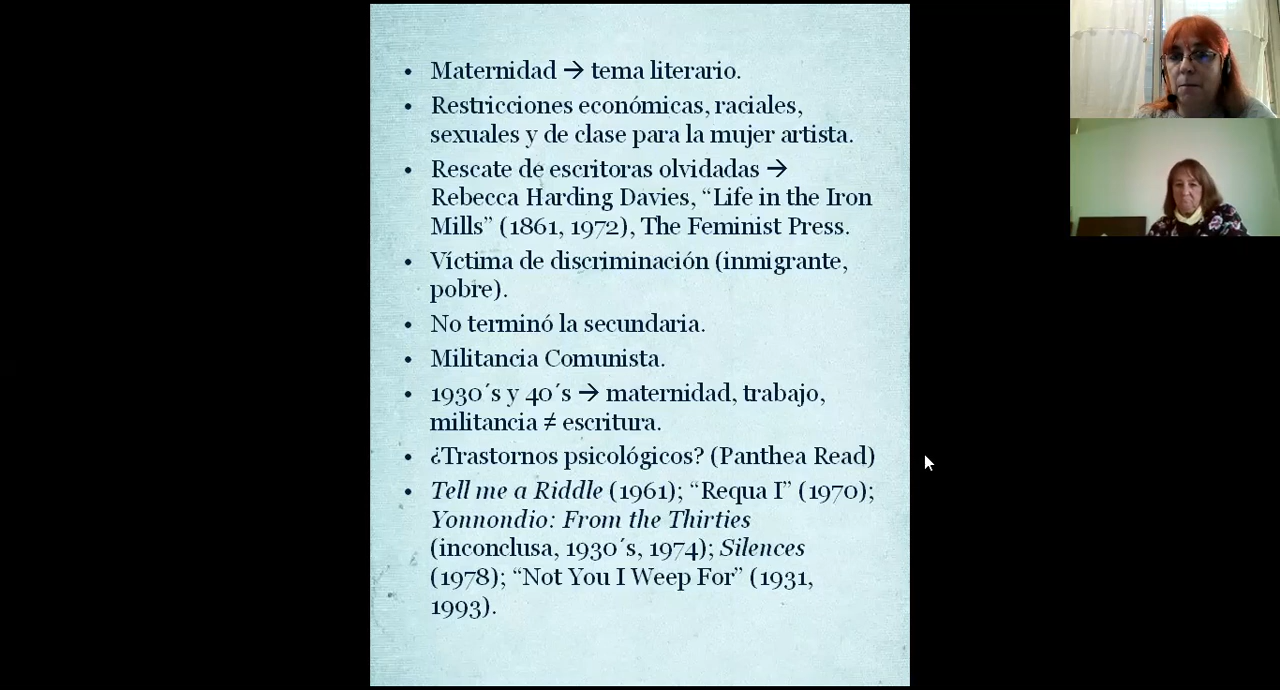 • Maternidad → tema literario.
• Restricciones económicas, raciales,
sexuales y de clase para la mujer artista.
• Rescate de escritoras olvidadas →
Rebecca Harding Davies, “Life in the Iron
Mills” (1861, 1972), The Feminist Press.
• Víctima de discriminación (inmigrante,
pobre).
• No terminó la secundaria.
• Militancia Comunista.
• 1930´s y 40´s → maternidad, trabajo,
militancia ≠ escritura.
• ¿Trastornos psicológicos? (Panthea Read)
• Tell me a Riddle (1961); “Requa I” (1970);
Yonnondio: From the Thirties
(inconclusa, 1930´s, 1974); Silences
(1978); “Not You I Weep For” (1931,
1993).